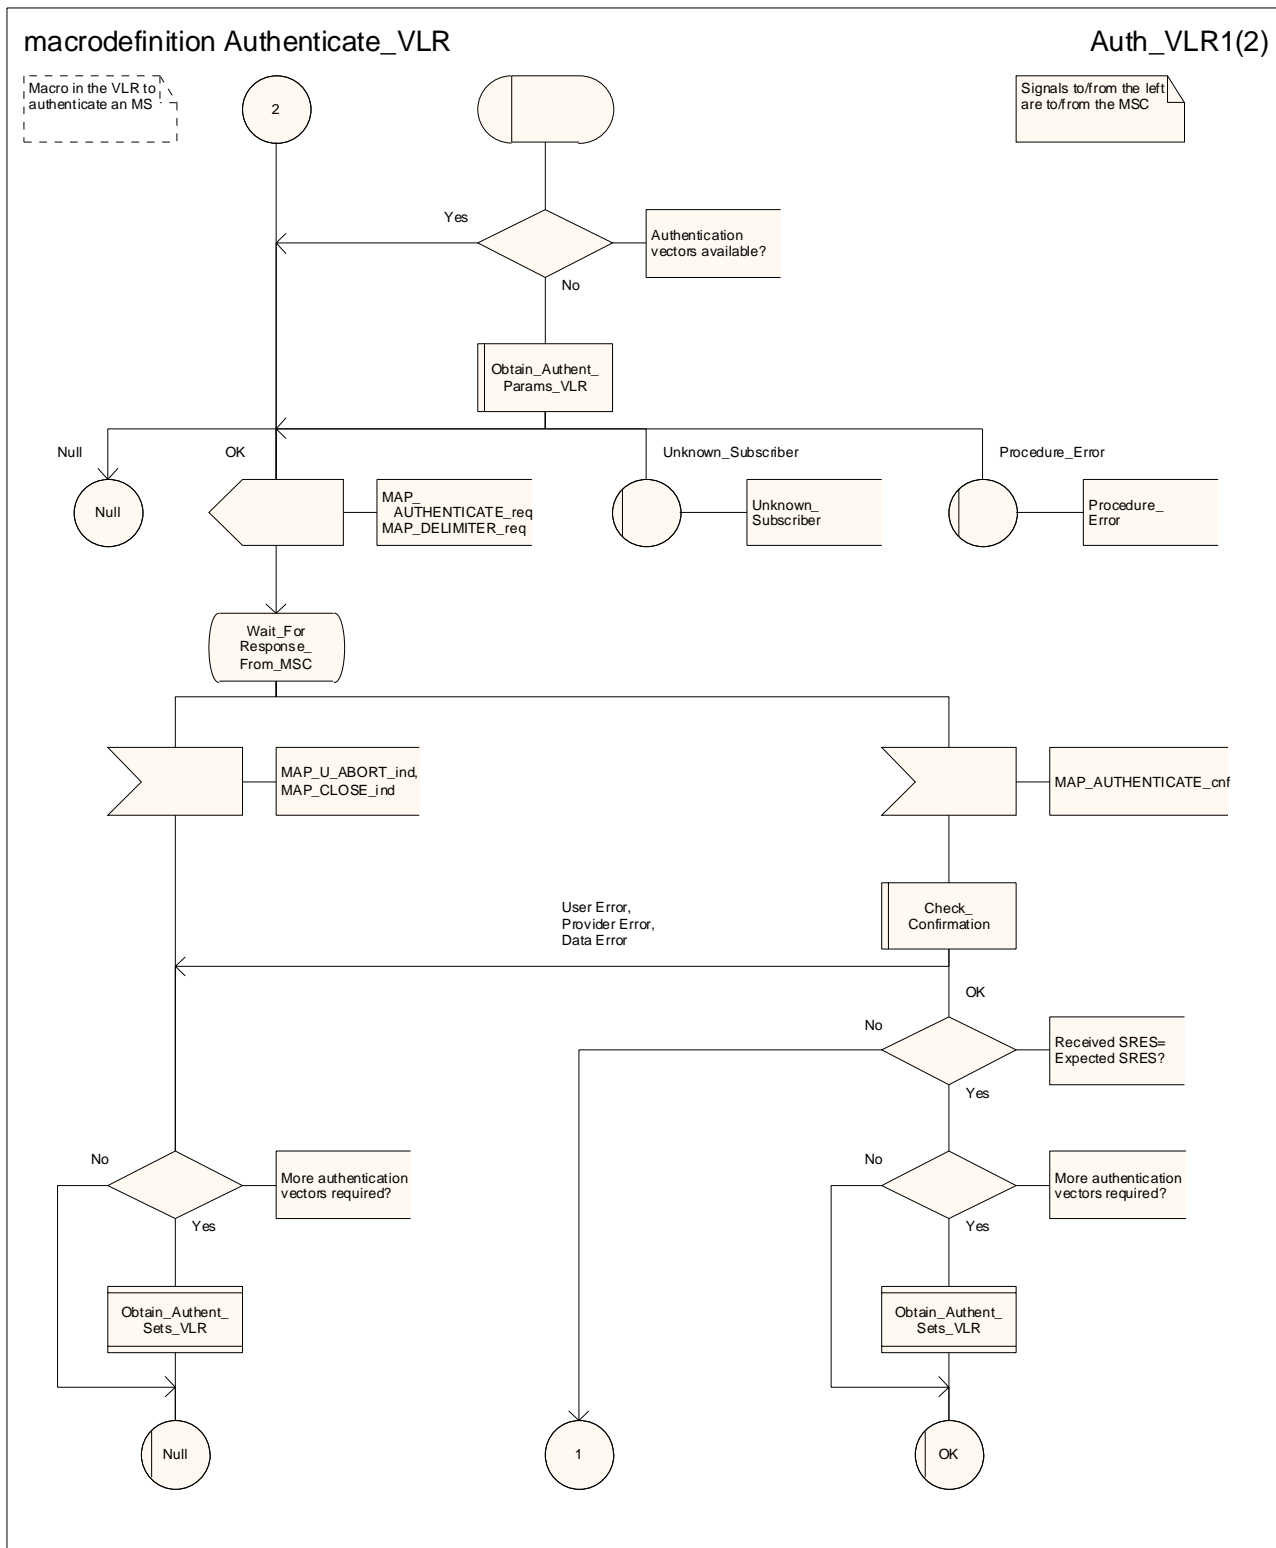 macrodefinition Authenticate_VLR
Auth_VLR1(2)
Macro in the VLR to
authenticate an MS
2
Signals to/from the left
are to/from the MSC
Yes
Authentication
vectors available?
No
Obtain_Authent_
Params_VLR
Null
OK
Unknown_Subscriber
Procedure_Error
Null
MAP_
AUTHENTICATE_req
MAP_DELIMITER_req
Unknown_
Subscriber
Procedure_
Error
Wait_For
Response_
From_MSC
MAP_U_ABORT_ind,
MAP_CLOSE_ind
MAP_AUTHENTICATE_cnf
User Error,
Provider Error,
Data Error
Check_
Confirmation
OK
No
Received SRES=
Expected SRES?
Yes
No
More authentication
vectors required?
Yes
No
More authentication
vectors required?
Yes
Obtain_Authent_
Sets_VLR
Obtain_Authent_
Sets_VLR
Null
1
OK